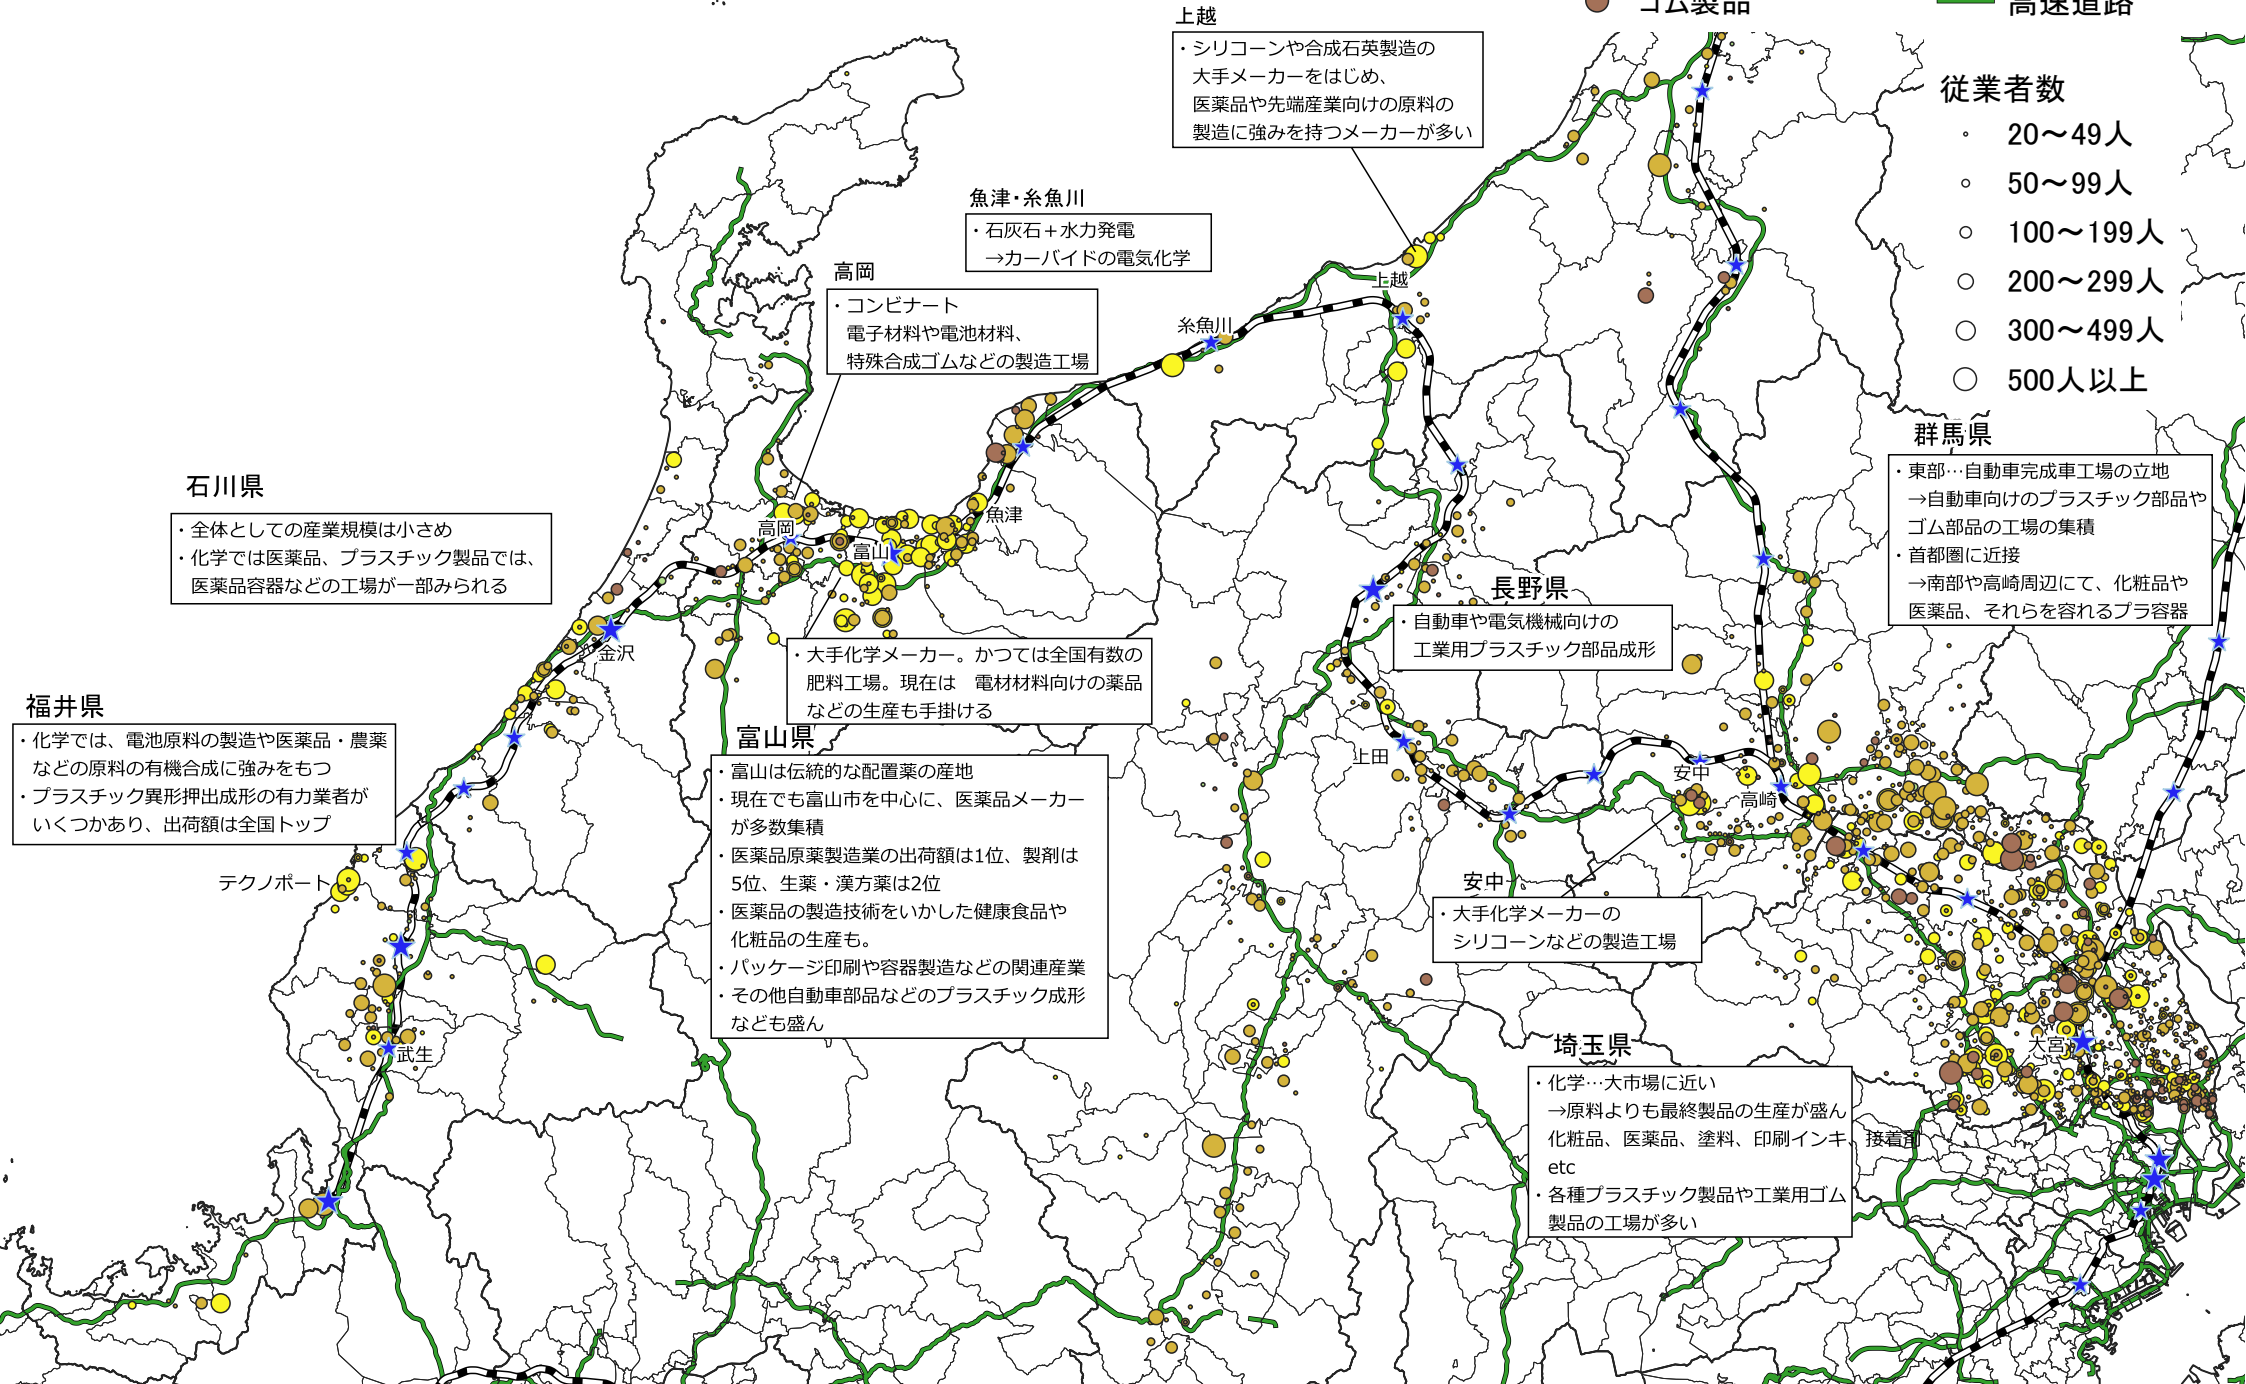 ゴム製品
高速道路
従業者数
20～49人
50～99人
100～199人
200～299人
300～499人
500人以上
上越
・シリコーンや合成石英製造の
大手メーカーをはじめ、
医薬品や先端産業向けの原料の
製造に強みを持つメーカーが多い
魚津・糸魚川
・石灰石＋水力発電
→カーバイドの電気化学
高岡
・コンビナート
電子材料や電池材料、
特殊合成ゴムなどの製造工場
上越
糸魚川
群馬県
・東部…自動車完成車工場の立地
→自動車向けのプラスチック部品や
ゴム部品の工場の集積
・首都圏に近接
→南部や高崎周辺にて、化粧品や
医薬品、それらを容れるプラ容器
石川県
・全体としての産業規模は小さめ
・化学では医薬品、プラスチック製品では、
医薬品容器などの工場が一部みられる
高岡
魚津
富山
長野県
・自動車や電気機械向けの
工業用プラスチック部品成形
金沢
・大手化学メーカー。かつては全国有数の
肥料工場。現在は　電材材料向けの薬品
などの生産も手掛ける
福井県
・化学では、電池原料の製造や医薬品・農薬
などの原料の有機合成に強みをもつ
・プラスチック異形押出成形の有力業者が
いくつかあり、出荷額は全国トップ
富山県
・富山は伝統的な配置薬の産地
・現在でも富山市を中心に、医薬品メーカー
が多数集積
・医薬品原薬製造業の出荷額は1位、製剤は
5位、生薬・漢方薬は2位
・医薬品の製造技術をいかした健康食品や
化粧品の生産も。
・パッケージ印刷や容器製造などの関連産業
・その他自動車部品などのプラスチック成形
なども盛ん
上田
安中
高崎
テクノポート
安中
・大手化学メーカーの
シリコーンなどの製造工場
武生
大宮
埼玉県
・化学…大市場に近い
→原料よりも最終製品の生産が盛ん
化粧品、医薬品、塗料、印刷インキ、接着剤
etc
・各種プラスチック製品や工業用ゴム
製品の工場が多い